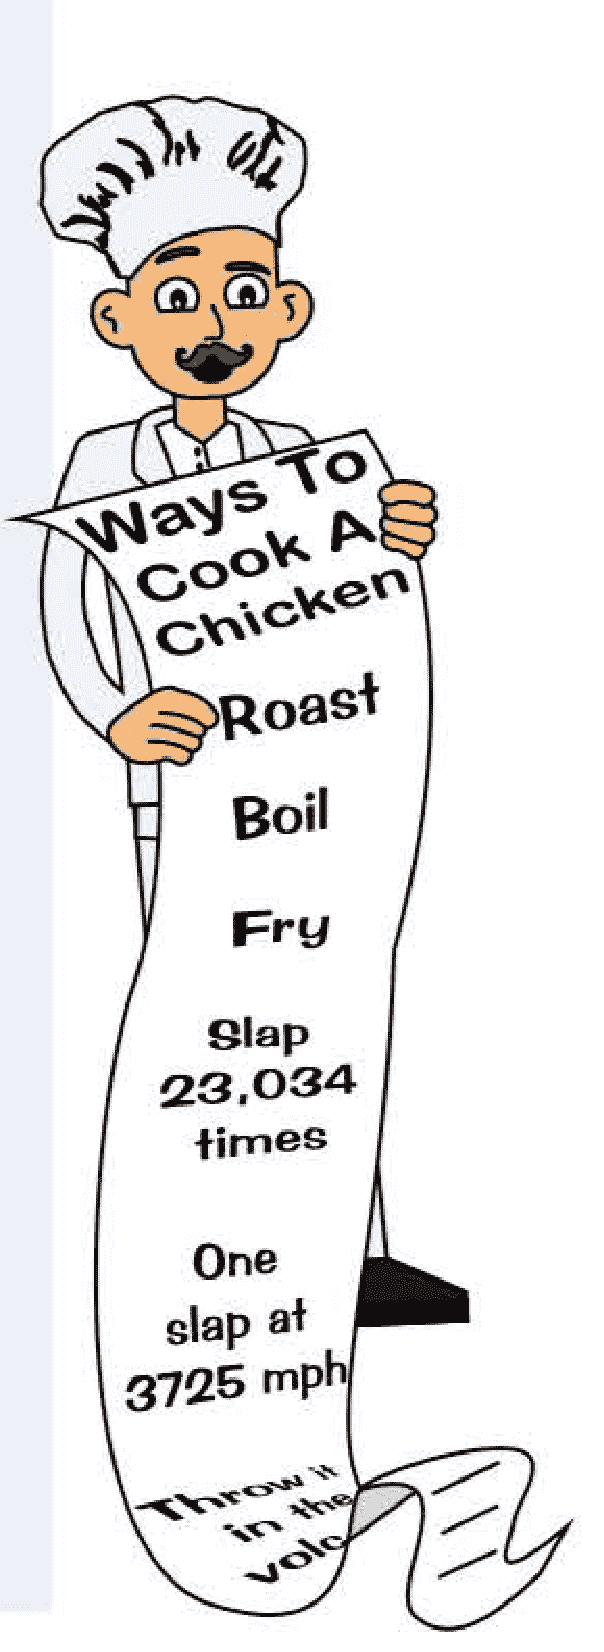 Ways To
Cook A
Chicken
Roast
Boil
Fry
Slap
23,034
times
One
slap at
3725 mph
Throw it
in the
volc